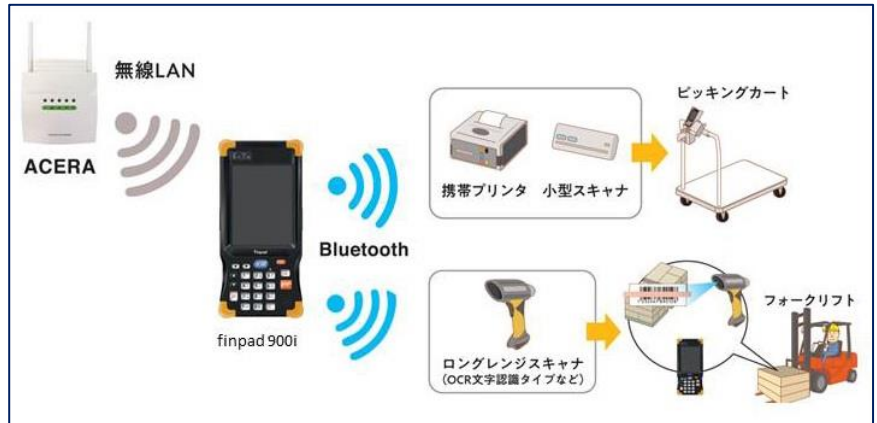 無線LAN
ACERA
finpad 900i
Bluetooth
携帯プリンタ
小型スキャナ
ピッキングカート
ロングレンジスキャナ
(OCR文字認識タイプなど)
フォークリフト